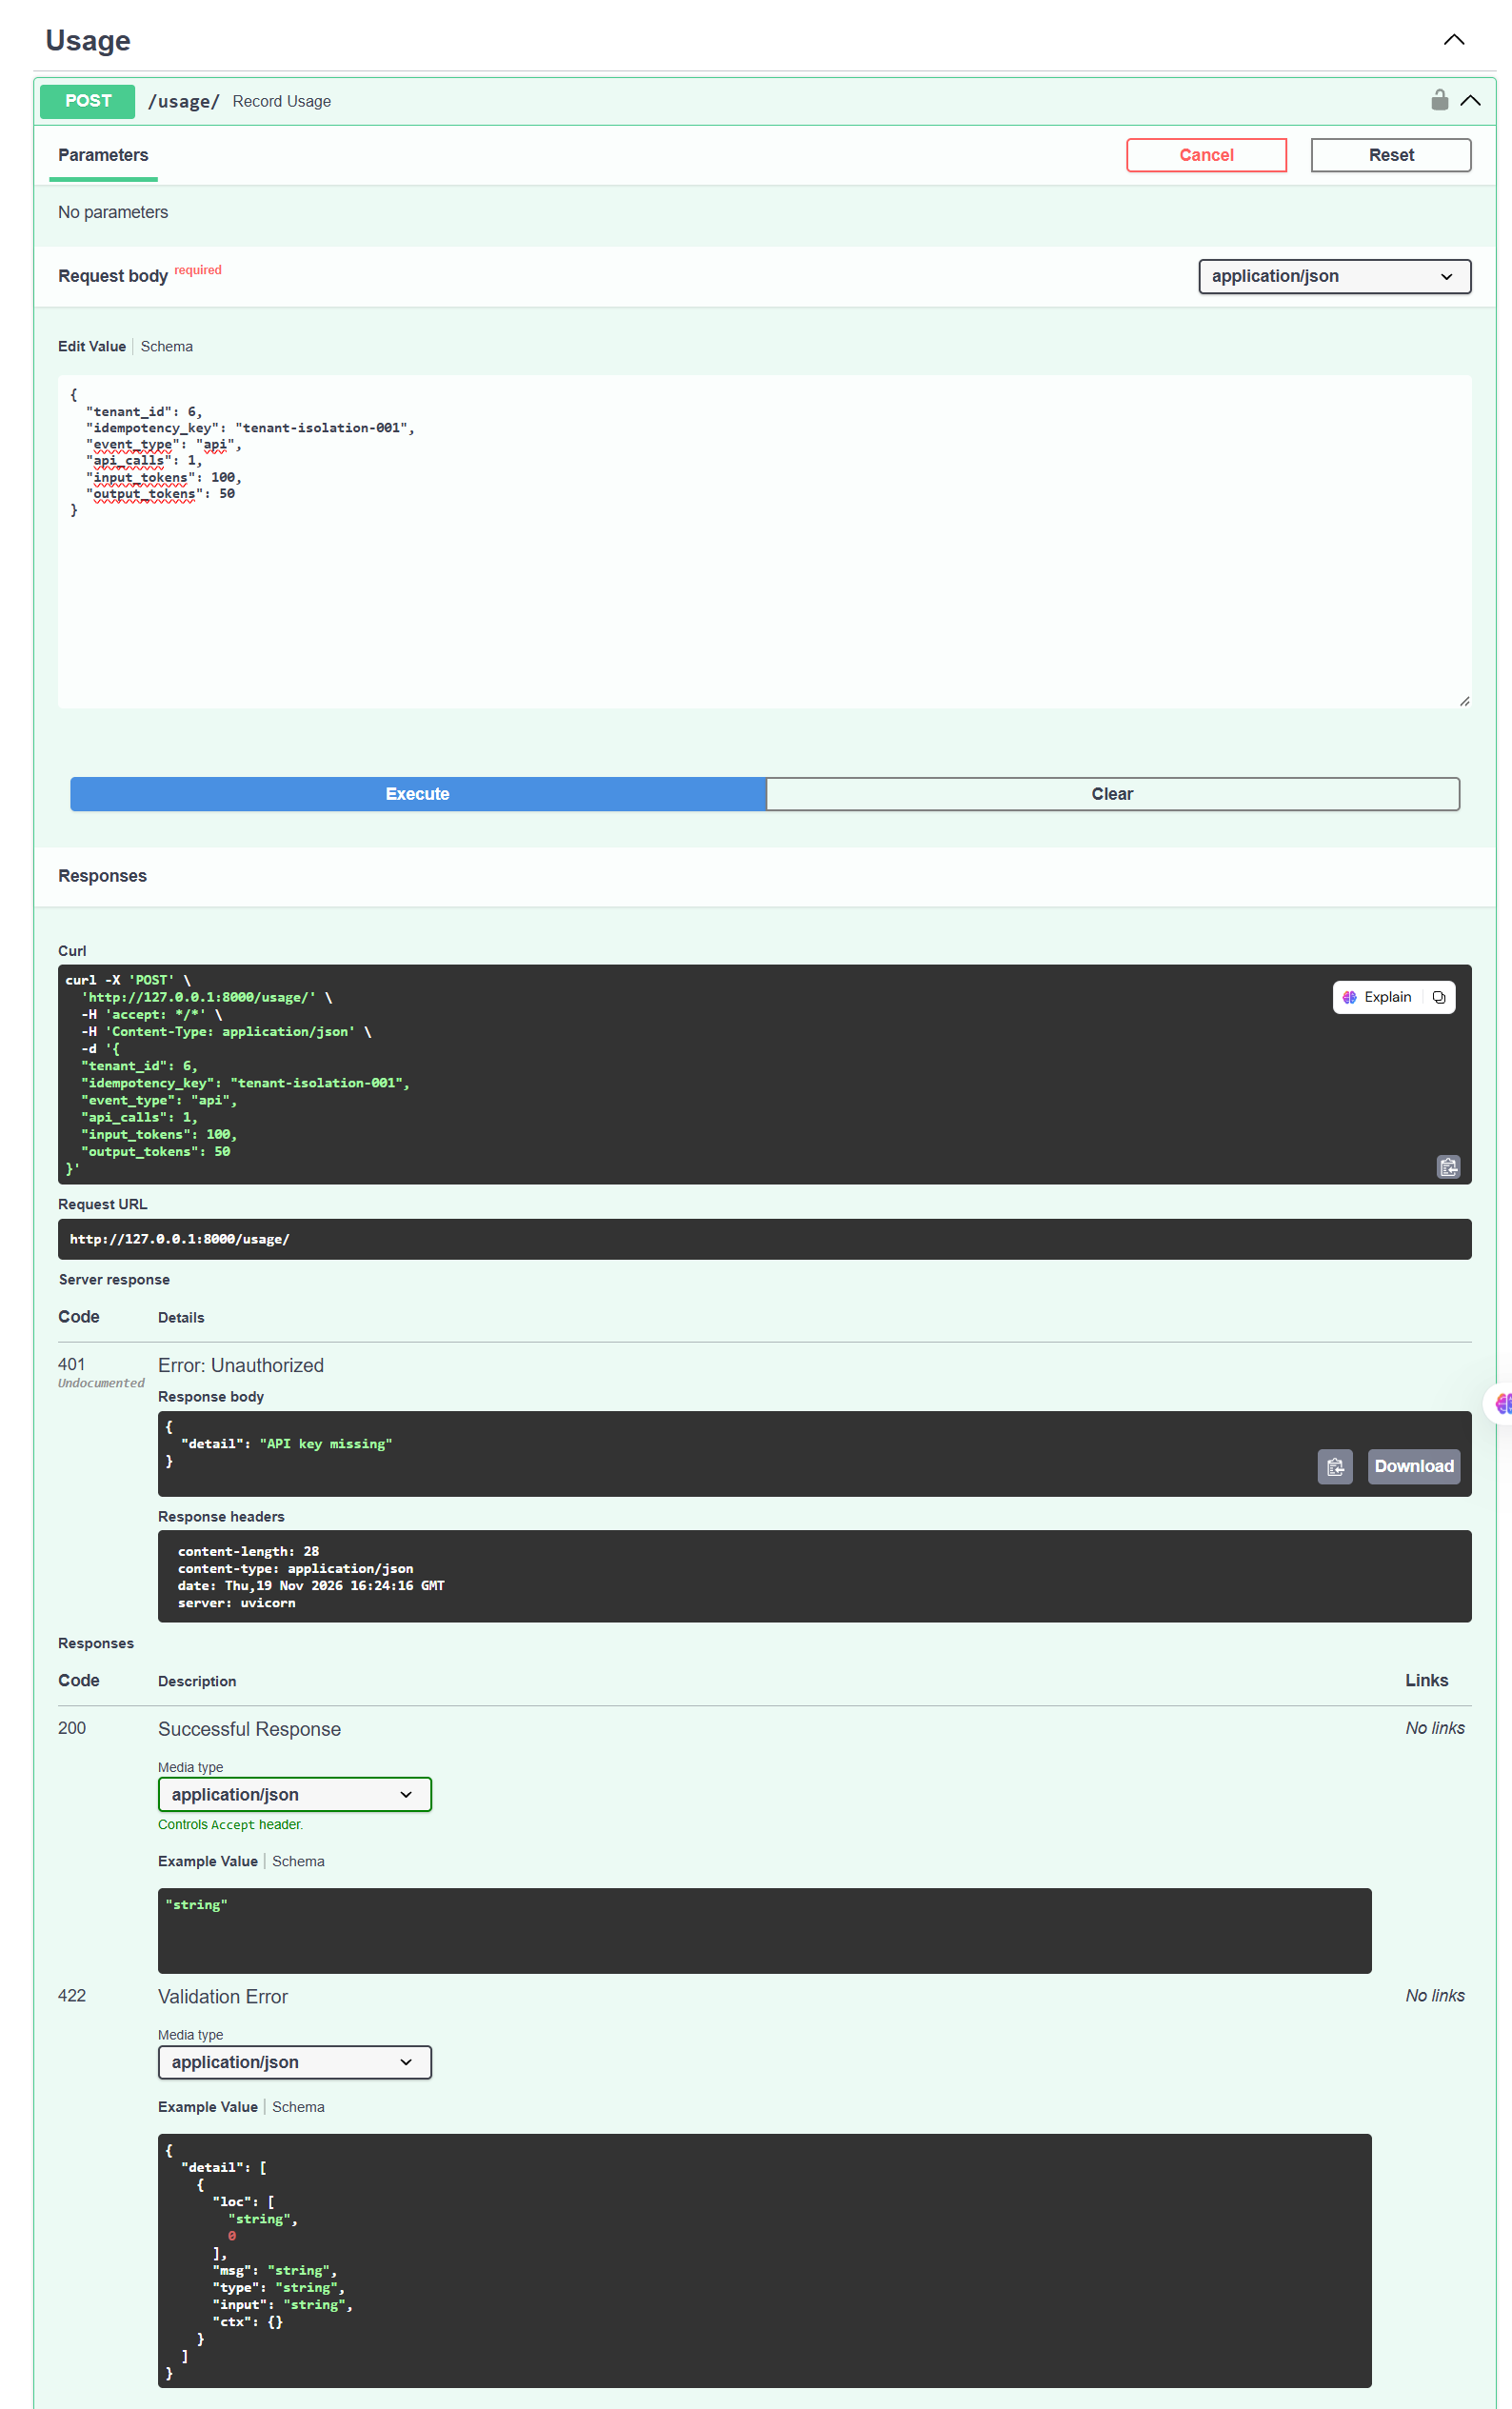 Usage
POST /usage/ Record Usage
Parameters
Cancel
Reset
No parameters
Request body required
application/json
Edit Value | Schema
{
  "tenant_id": 6,
  "idempotency_key": "tenant-isolation-001",
  "event_type": "api",
  "api_calls": 1,
  "input_tokens": 100,
  "output_tokens": 50
}
Execute
Clear
Responses
Curl
curl -X 'POST' \
  'http://127.0.0.1:8000/usage/' \
  -H 'accept: */*' \
  -H 'Content-Type: application/json' \
  -d '{
  "tenant_id": 6,
  "idempotency_key": "tenant-isolation-001",
  "event_type": "api",
  "api_calls": 1,
  "input_tokens": 100,
  "output_tokens": 50
}'
Explain
Request URL
http://127.0.0.1:8000/usage/
Server response
Code Details
401 Error: Unauthorized
Undocumented
Response body
{
  "detail": "API key missing"
}
Download
Response headers
content-length: 28
content-type: application/json
date: Thu,19 Nov 2026 16:24:16 GMT
server: uvicorn
Responses
Code Description Links
200 Successful Response No links
Media type
application/json
Controls Accept header.
Example Value | Schema
"string"
422 Validation Error No links
Media type
application/json
Example Value | Schema
{
  "detail": [
    {
      "loc": [
        "string",
        0
      ],
      "msg": "string",
      "type": "string",
      "input": "string",
      "ctx": {}
    }
  ]
}